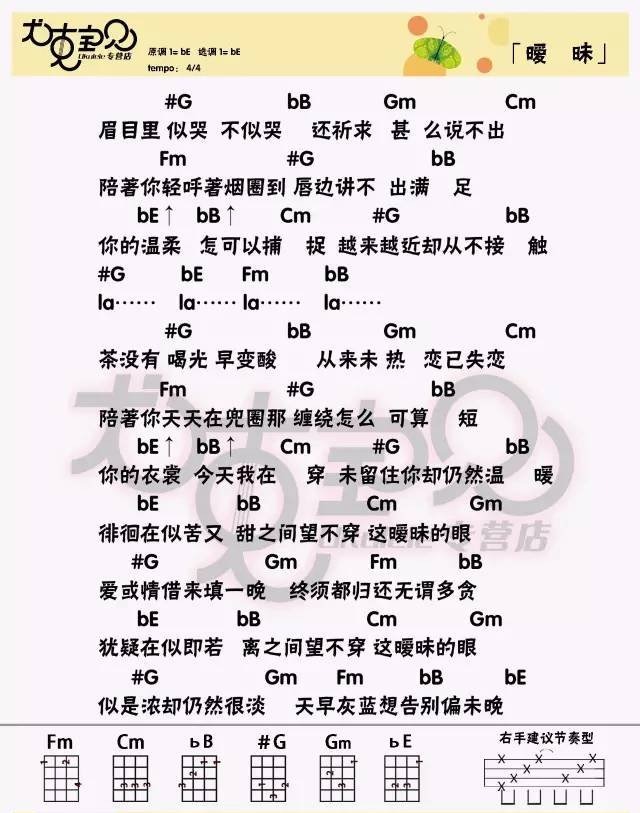 尤克宝贝
Ukulele 专营店
原调 1=bE 选调 1=bE
tempo: 4/4
「暧 昧」
#G bB Gm Cm
眉目里 似哭 不似哭 还祈求 甚 么说不出
Fm #G bB
陪著你轻呼著烟圈到 唇边讲不 出满 足
bE↑ bB↑ Cm #G bB
你的温柔 怎可以捕 捉 越来越近却从不接 触
#G bE Fm bB
la…… la…… la…… la……
#G bB Gm Cm
茶没有 喝光 早变酸 从来未 热 恋已失恋
Fm #G bB
陪著你天天在兜圈那 缠绕怎么 可算 短
bE↑ bB↑ Cm #G bB
你的衣裳 今天我在 穿 未留住你却仍然温 暖
bE bB Cm Gm
徘徊在似苦又 甜之间望不穿 这暧昧的眼
#G Gm Fm bB
爱或情借来填一晚 终须都归还无谓多贪
bE bB Cm Gm
犹疑在似即若 离之间望不穿 这暧昧的眼
#G Gm Fm bB bE
似是浓却仍然很淡 天早灰蓝想告别偏未晚
Fm Cm bB #G Gm bE 右手建议节奏型